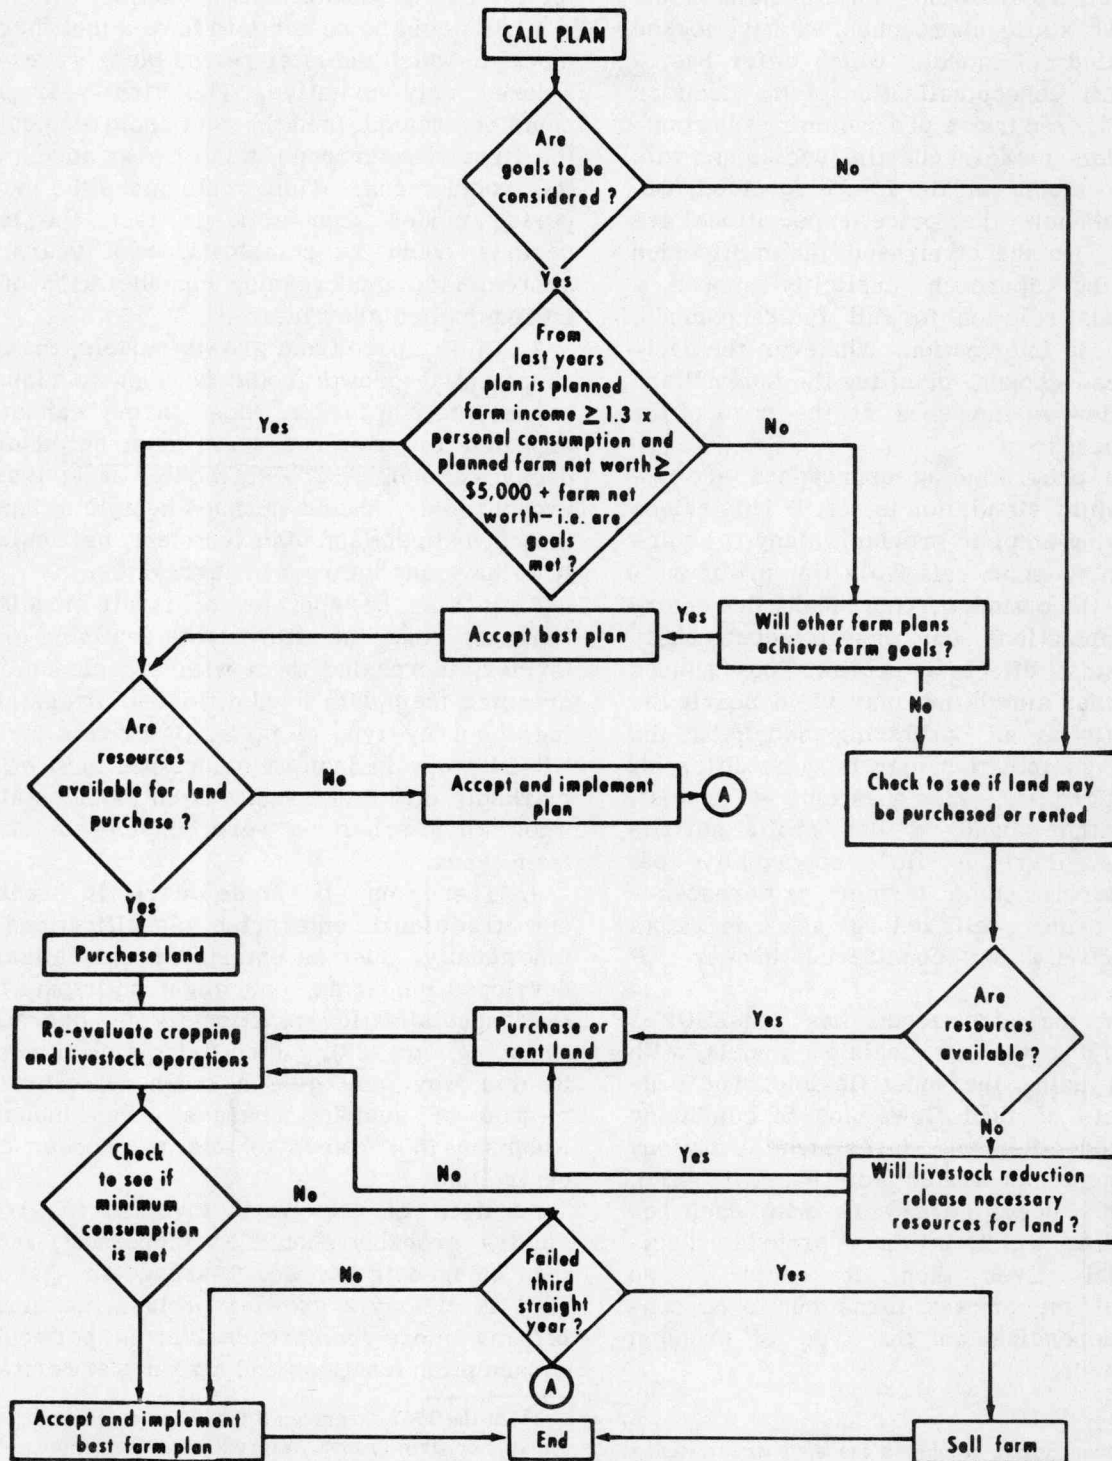 CALL PLAN
Are
goals to be
considered ?
No
Yes
From
last years
plan is planned
farm income ≥ 1.3 x
personal consumption and
planned farm net worth ≥
$5,000 + farm net
worth—i.e. are
goals
met ?
Yes
No
Accept best plan
Yes
Will other farm plans
achieve farm goals ?
No
Are
resources
available for land
purchase ?
No
Accept and implement
plan
A
Check to see if land may
be purchased or rented
Yes
Purchase land
Re-evaluate cropping
and livestock operations
Purchase or
rent land
Yes
Are
resources
available ?
No
Check
to see if
minimum
consumption
is met
No
No
Yes
Will livestock reduction
release necessary
resources for land ?
No
Failed
third
straight
year ?
Yes
A
Accept and implement
best farm plan
End
Sell farm